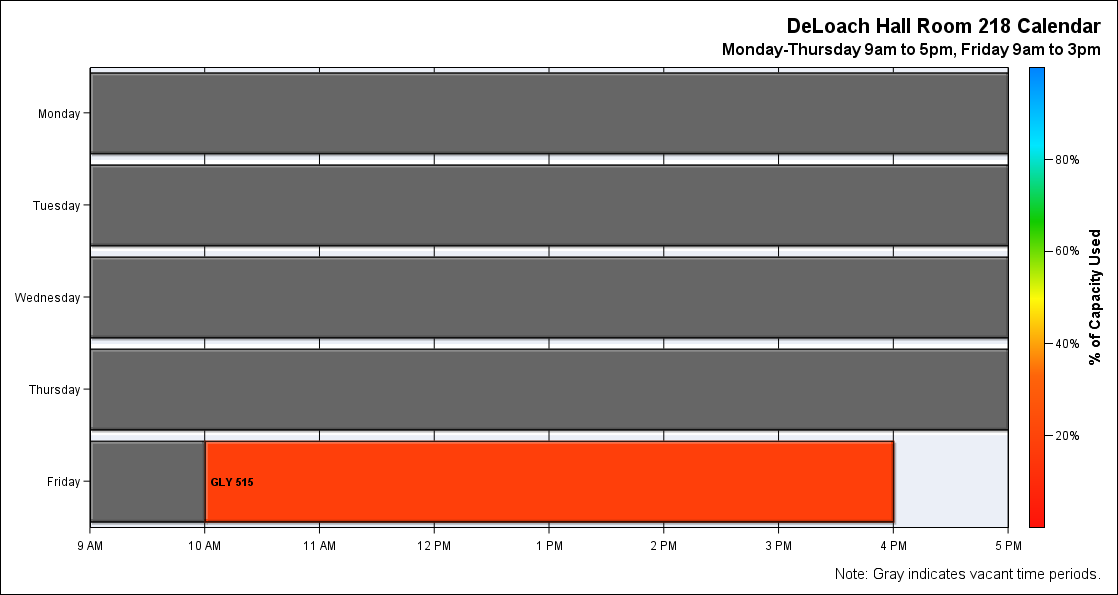 DeLoach Hall Room 218 Calendar
Monday-Thursday 9am to 5pm, Friday 9am to 3pm
Monday
Tuesday
Wednesday
Thursday
Friday
GLY 515
9 AM 10 AM 11 AM 12 PM 1 PM 2 PM 3 PM 4 PM 5 PM
80%
60%
40%
20%
% of Capacity Used
Note: Gray indicates vacant time periods.